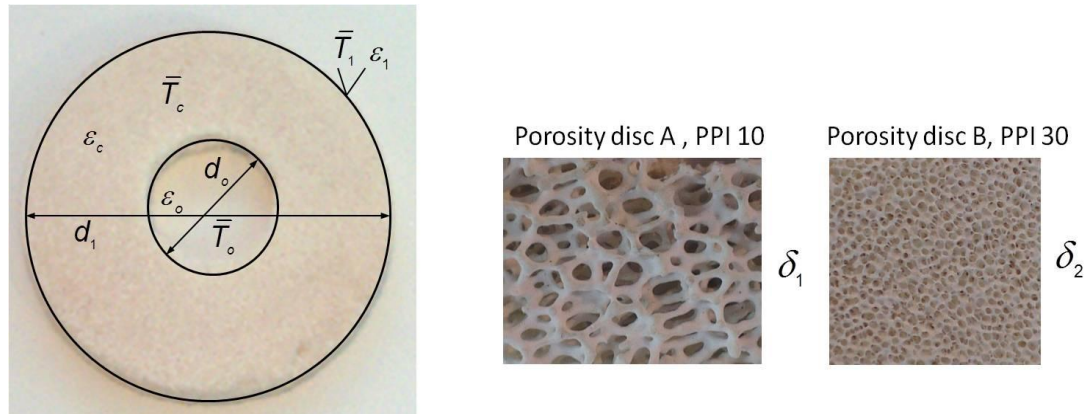 T̄₁ ε₁
T̄c
εc
dₒ
εₒ
d₁
T̄ₒ
Porosity disc A , PPI 10
δ₁
Porosity disc B, PPI 30
δ₂